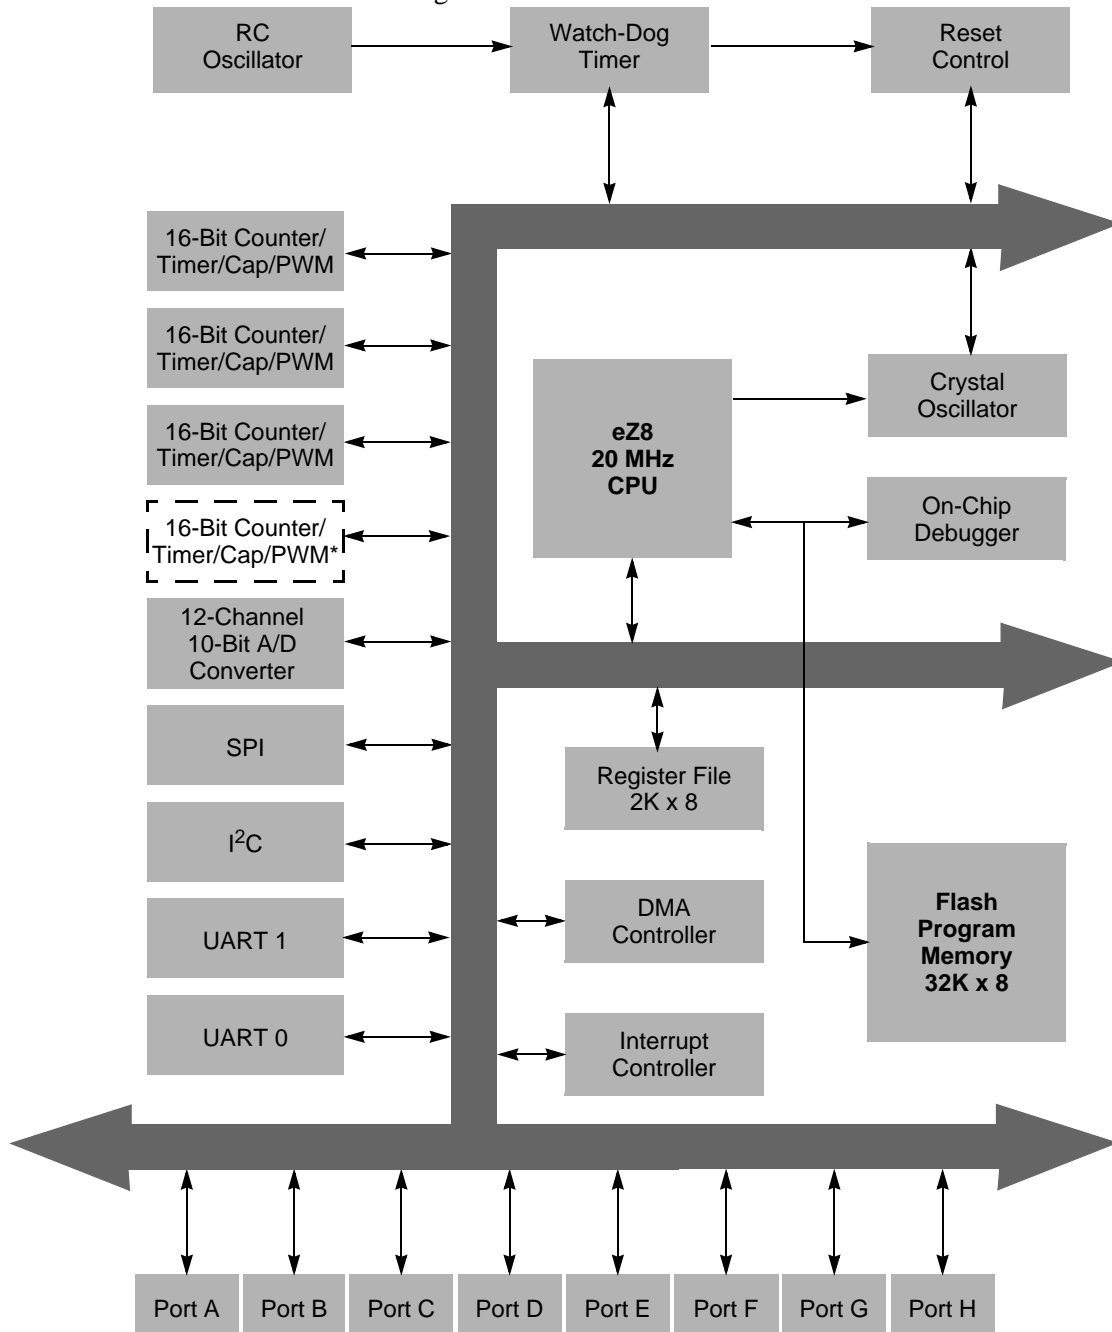 RC
Oscillator
Watch-Dog
Timer
Reset
Control
16-Bit Counter/
Timer/Cap/PWM
16-Bit Counter/
Timer/Cap/PWM
16-Bit Counter/
Timer/Cap/PWM
16-Bit Counter/
Timer/Cap/PWM*
12-Channel
10-Bit A/D
Converter
SPI
I²C
UART 1
UART 0
eZ8
20 MHz
CPU
Crystal
Oscillator
On-Chip
Debugger
Register File
2K x 8
DMA
Controller
Interrupt
Controller
Flash
Program
Memory
32K x 8
Port A
Port B
Port C
Port D
Port E
Port F
Port G
Port H